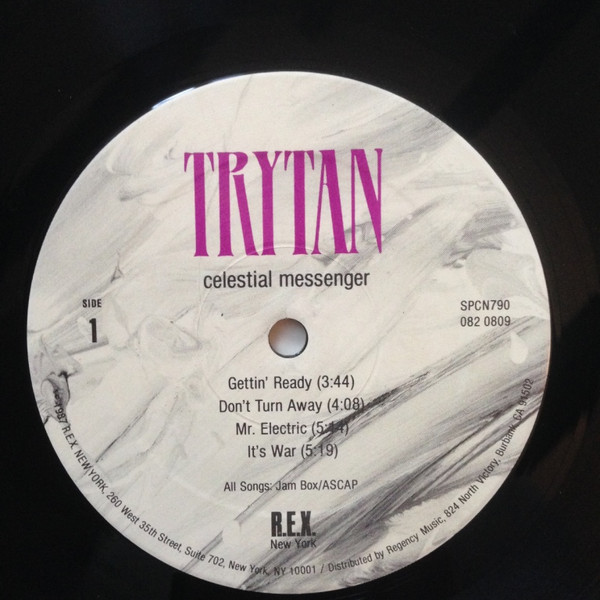 TRYTAN
celestial messenger
SIDE
1
SPCN790
082 0809
Gettin' Ready (3:44)
Don't Turn Away (4:08)
Mr. Electric (5:44)
It's War (5:19)
All Songs: Jam Box/ASCAP
R.E.X.
New York
1987 R.E.X. NEW YORK, 260 West 35th Street, Suite 702, New York, NY 10001 / Distributed by Regency Music, 824 North Victory, Burbank, CA 91502